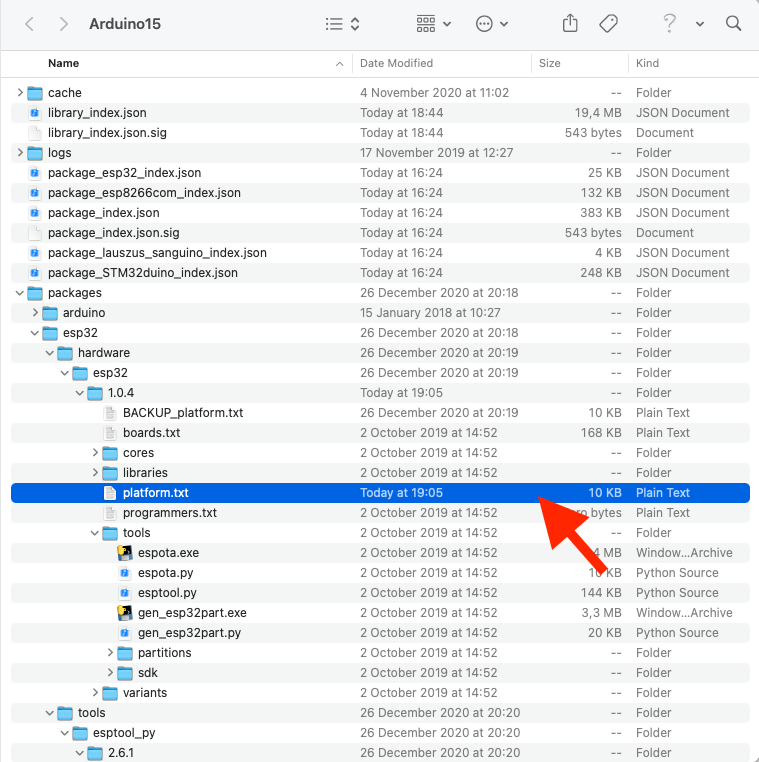 Arduino15
Name Date Modified Size Kind
cache 4 November 2020 at 11:02 -- Folder
library_index.json Today at 18:44 19,4 MB JSON Document
library_index.json.sig Today at 18:44 543 bytes Document
logs 17 November 2019 at 12:27 -- Folder
package_esp32_index.json Today at 16:24 25 KB JSON Document
package_esp8266com_index.json Today at 16:24 132 KB JSON Document
package_index.json Today at 16:24 383 KB JSON Document
package_index.json.sig Today at 16:24 543 bytes Document
package_lauszus_sanguino_index.json Today at 16:24 4 KB JSON Document
package_STM32duino_index.json Today at 16:24 248 KB JSON Document
packages 26 December 2020 at 20:18 -- Folder
arduino 15 January 2018 at 10:27 -- Folder
esp32 26 December 2020 at 20:18 -- Folder
hardware 26 December 2020 at 20:19 -- Folder
esp32 26 December 2020 at 20:19 -- Folder
1.0.4 Today at 19:05 -- Folder
BACKUP_platform.txt 26 December 2020 at 20:19 10 KB Plain Text
boards.txt 2 October 2019 at 14:52 168 KB Plain Text
cores 2 October 2019 at 14:52 -- Folder
libraries 2 October 2019 at 14:52 -- Folder
platform.txt Today at 19:05 10 KB Plain Text
programmers.txt 2 October 2019 at 14:52 bytes Plain Text
tools 2 October 2019 at 14:52 -- Folder
espota.exe 2 October 2019 at 14:52 MB Window...Archive
espota.py 2 October 2019 at 14:52 KB Python Source
esptool.py 2 October 2019 at 14:52 144 KB Python Source
gen_esp32part.exe 2 October 2019 at 14:52 3,3 MB Window...Archive
gen_esp32part.py 2 October 2019 at 14:52 20 KB Python Source
partitions 2 October 2019 at 14:52 -- Folder
sdk 2 October 2019 at 14:52 -- Folder
variants 2 October 2019 at 14:52 -- Folder
tools 26 December 2020 at 20:20 -- Folder
esptool_py 26 December 2020 at 20:20 -- Folder
2.6.1 26 December 2020 at 20:20 -- Folder